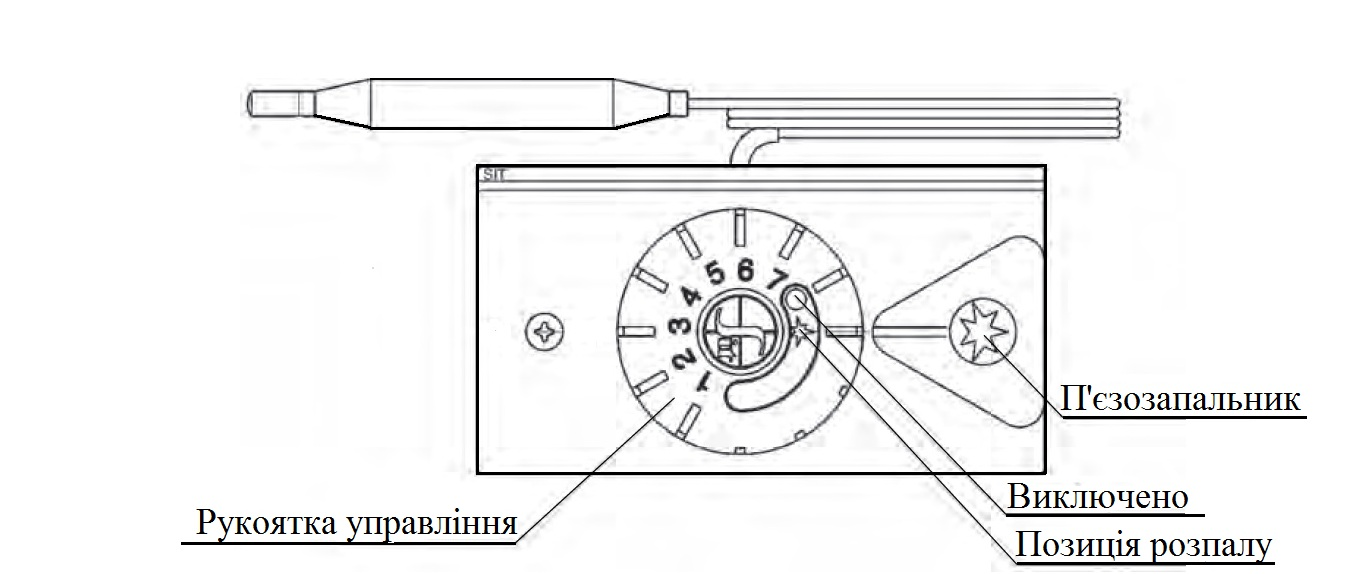 SIT
5 6 7
4
3
2
1
П'єзозапальник
Виключено
Рукоятка управління
Позиція розпалу